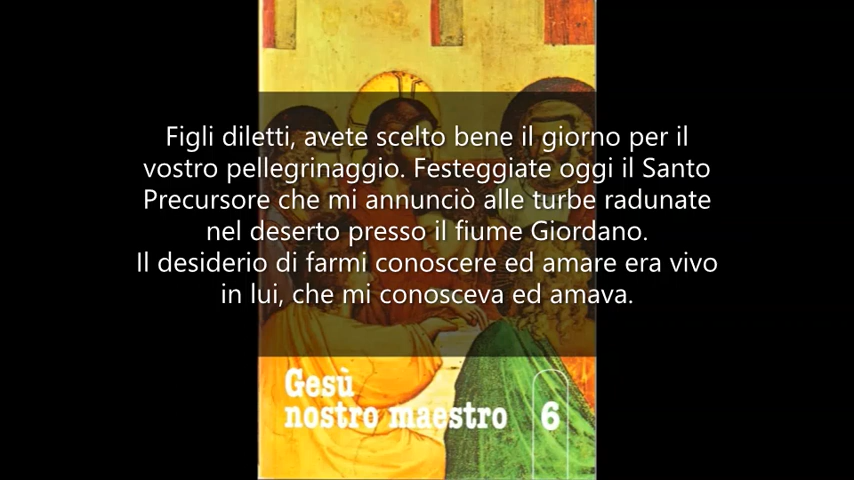 Figli diletti, avete scelto bene il giorno per il
vostro pellegrinaggio. Festeggiate oggi il Santo
Precursore che mi annunciò alle turbe radunate
nel deserto presso il fiume Giordano.
Il desiderio di farmi conoscere ed amare era vivo
in lui, che mi conosceva ed amava.
Gesù
nostro maestro 6